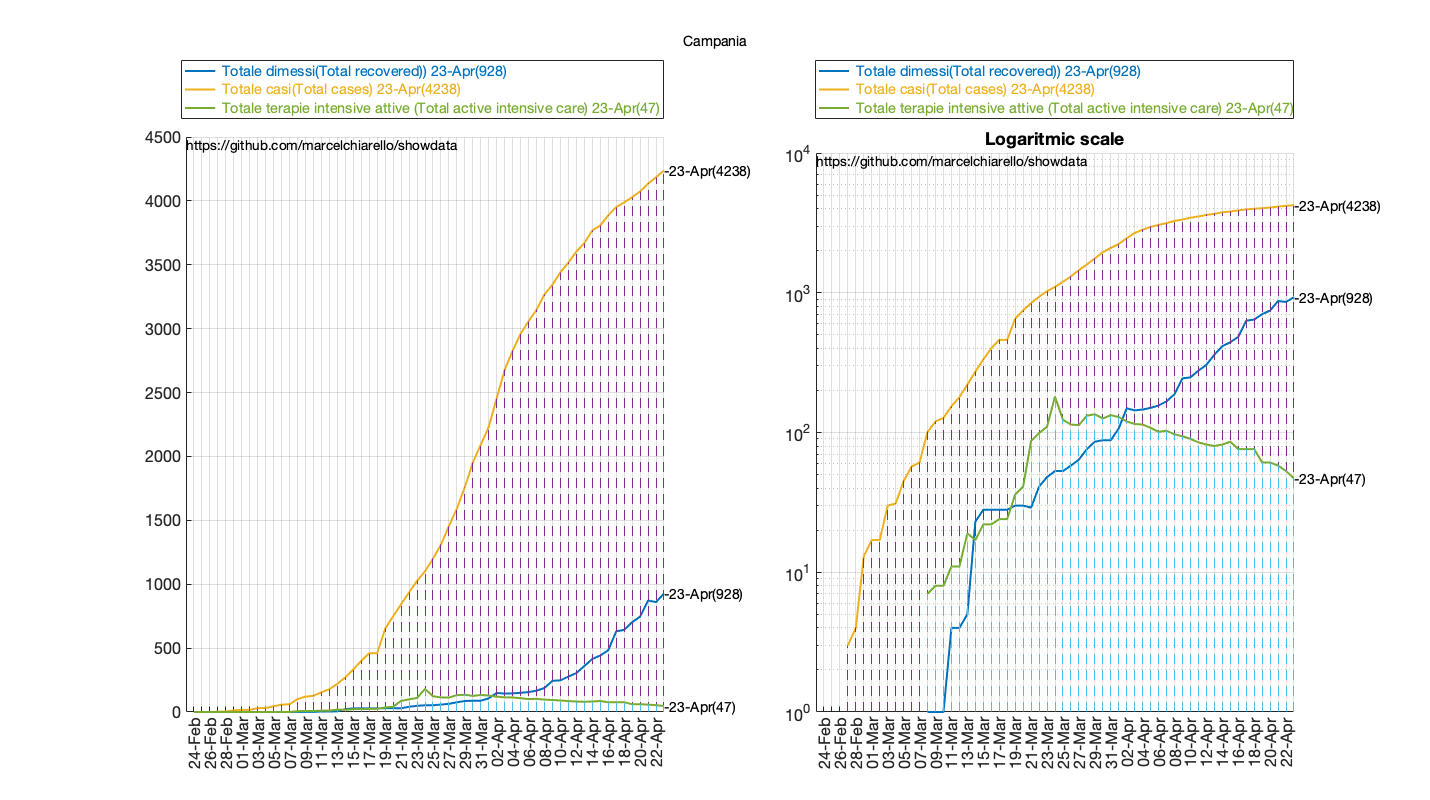 Campania
Totale dimessi(Total recovered)) 23-Apr(928)
Totale casi(Total cases) 23-Apr(4238)
Totale terapie intensive attive (Total active intensive care) 23-Apr(47)
https://github.com/marcelchiarello/showdata
4500
4000
3500
3000
2500
2000
1500
1000
500
0
-23-Apr(4238)
-23-Apr(928)
-23-Apr(47)
24-Feb
26-Feb
28-Feb
01-Mar
03-Mar
05-Mar
07-Mar
09-Mar
11-Mar
13-Mar
15-Mar
17-Mar
19-Mar
21-Mar
23-Mar
25-Mar
27-Mar
29-Mar
31-Mar
02-Apr
04-Apr
06-Apr
08-Apr
10-Apr
12-Apr
14-Apr
16-Apr
18-Apr
20-Apr
22-Apr
Totale dimessi(Total recovered)) 23-Apr(928)
Totale casi(Total cases) 23-Apr(4238)
Totale terapie intensive attive (Total active intensive care) 23-Apr(47)
Logaritmic scale
https://github.com/marcelchiarello/showdata
10^4
10^3
10^2
10^1
10^0
-23-Apr(4238)
-23-Apr(928)
-23-Apr(47)
24-Feb
26-Feb
28-Feb
01-Mar
03-Mar
05-Mar
07-Mar
09-Mar
11-Mar
13-Mar
15-Mar
17-Mar
19-Mar
21-Mar
23-Mar
25-Mar
27-Mar
29-Mar
31-Mar
02-Apr
04-Apr
06-Apr
08-Apr
10-Apr
12-Apr
14-Apr
16-Apr
18-Apr
20-Apr
22-Apr